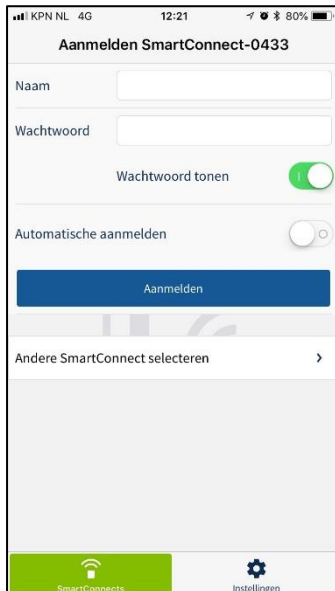 KPN NL 4G 12:21 80%
Aanmelden SmartConnect-0433
Naam
Wachtwoord
Wachtwoord tonen
Automatische aanmelden
Aanmelden
Andere SmartConnect selecteren
SmartConnects Instellingen